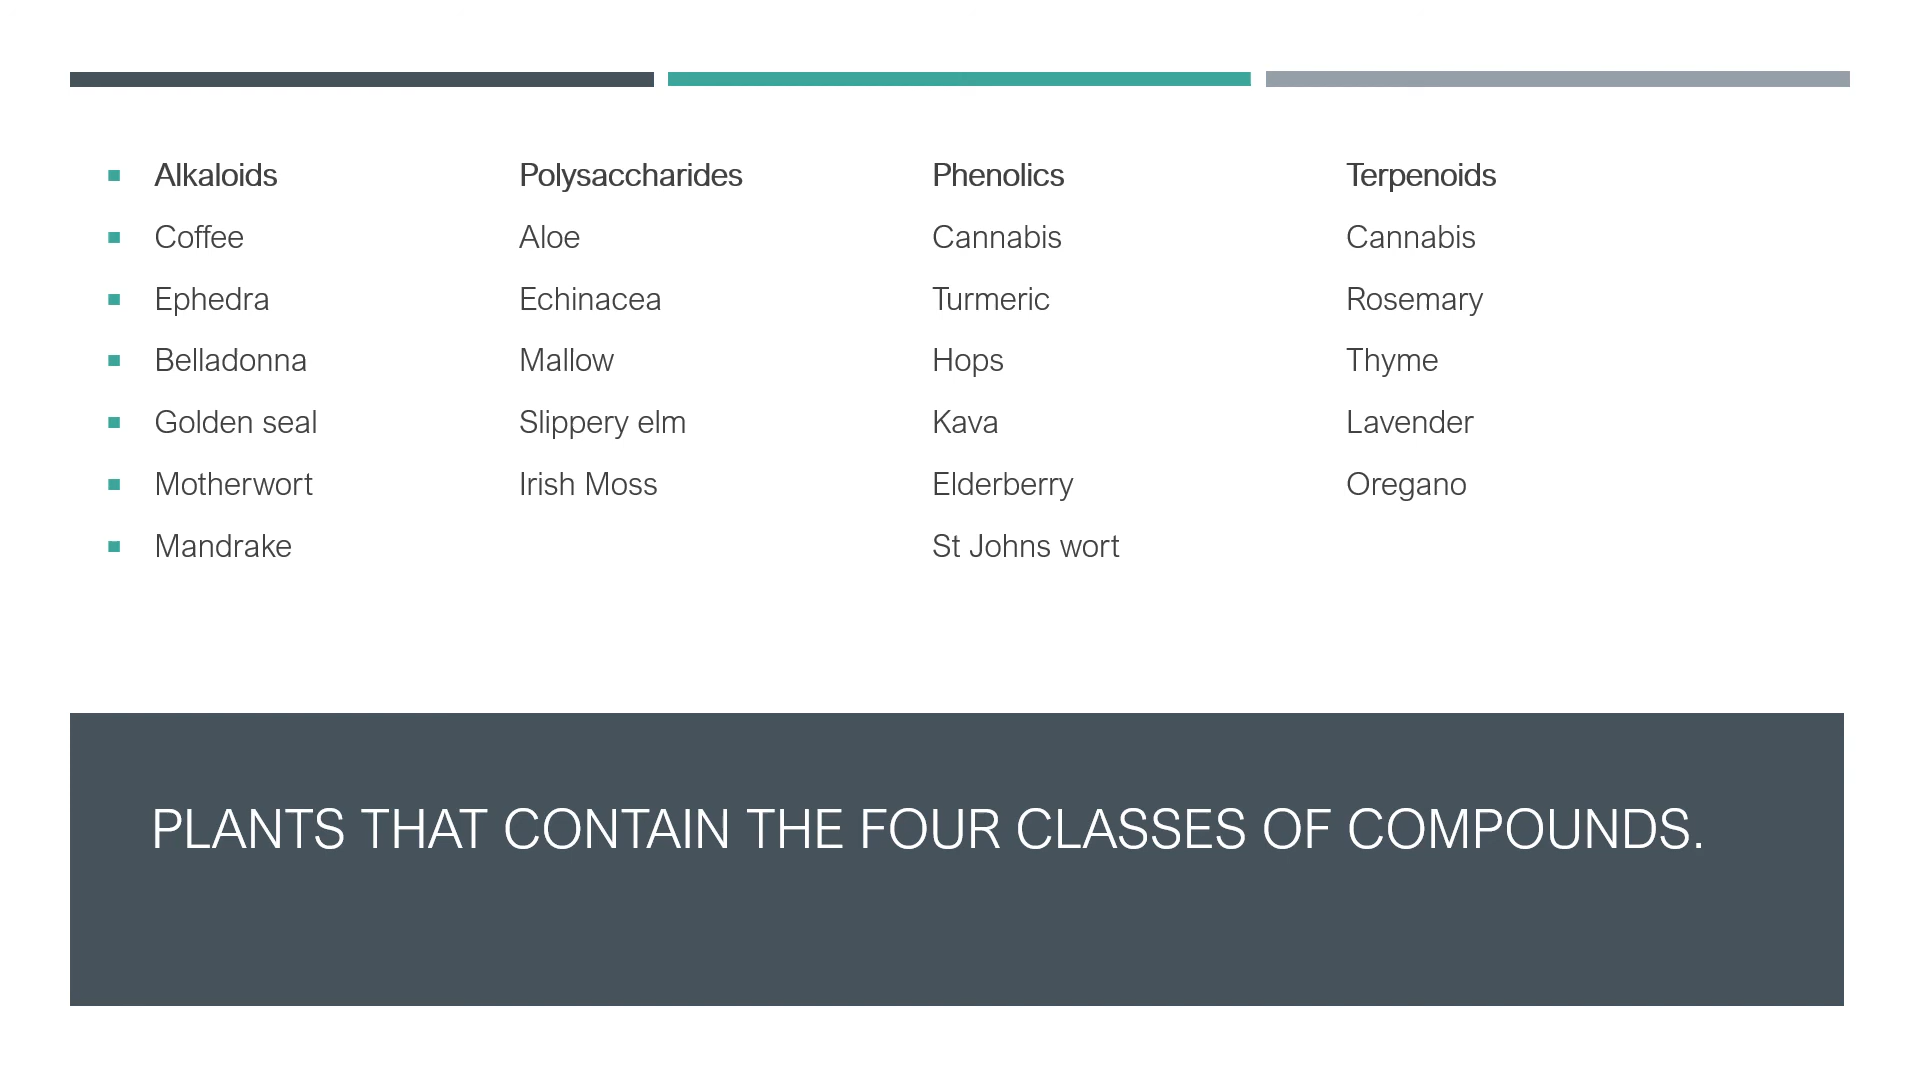 Alkaloids Polysaccharides Phenolics Terpenoids
Coffee Aloe Cannabis Cannabis
Ephedra Echinacea Turmeric Rosemary
Belladonna Mallow Hops Thyme
Golden seal Slippery elm Kava Lavender
Motherwort Irish Moss Elderberry Oregano
Mandrake St Johns wort
PLANTS THAT CONTAIN THE FOUR CLASSES OF COMPOUNDS.